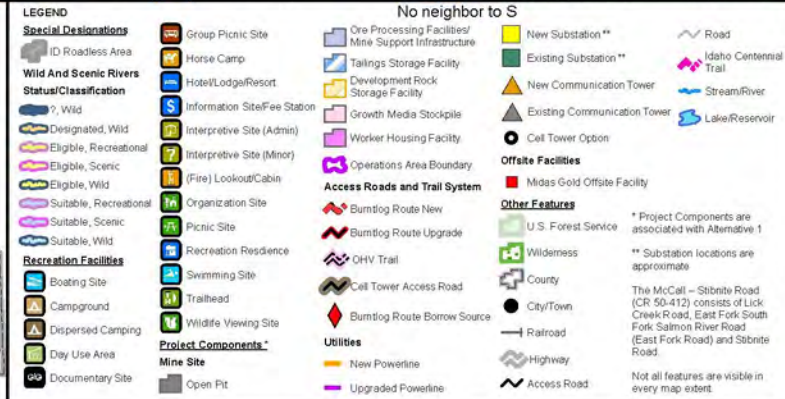 No neighbor to S
LEGEND
Special Designations
ID Roadless Area
Wild And Scenic Rivers
Status/Classification
?, Wild
Designated, Wild
Eligible, Recreational
Eligible, Scenic
Eligible, Wild
Suitable, Recreational
Suitable, Scenic
Suitable, Wild
Recreation Facilities
Boating Site
Campground
Dispersed Camping
Day Use Area
Documentary Site
Group Picnic Site
Horse Camp
Hotel/Lodge/Resort
$
Information Site/Fee Station
Interpretive Site (Admin)
?
Interpretive Site (Minor)
(Fire) Lookout/Cabin
Organization Site
Picnic Site
Recreation Resdience
Swimming Site
Trailhead
Wildlife Viewing Site
Project Components *
Mine Site
Open Pit
Ore Processing Facilities/
Mine Support Infrastructure
Tailings Storage Facility
Development Rock
Storage Facility
Growth Media Stockpile
Worker Housing Facility
Operations Area Boundary
Access Roads and Trail System
Burntlog Route New
Burntlog Route Upgrade
OHV Trail
Cell Tower Access Road
Burntlog Route Borrow Source
Utilities
New Powerline
Upgraded Powerline
New Substation **
Existing Substation **
New Communication Tower
Existing Communication Tower
Cell Tower Option
Offsite Facilities
Midas Gold Offsite Facility
Other Features
U.S. Forest Service
Wilderness
County
City/Town
Railroad
Highway
Access Road
Road
Idaho Centennial
Trail
Stream/River
Lake/Reservoir
* Project Components are
associated with Alternative 1
** Substation locations are
approximate
The McCall – Stibnite Road
(CR 50-412) consists of Lick
Creek Road, East Fork South
Fork Salmon River Road
(East Fork Road) and Stibnite
Road.
Not all features are visible in
every map extent